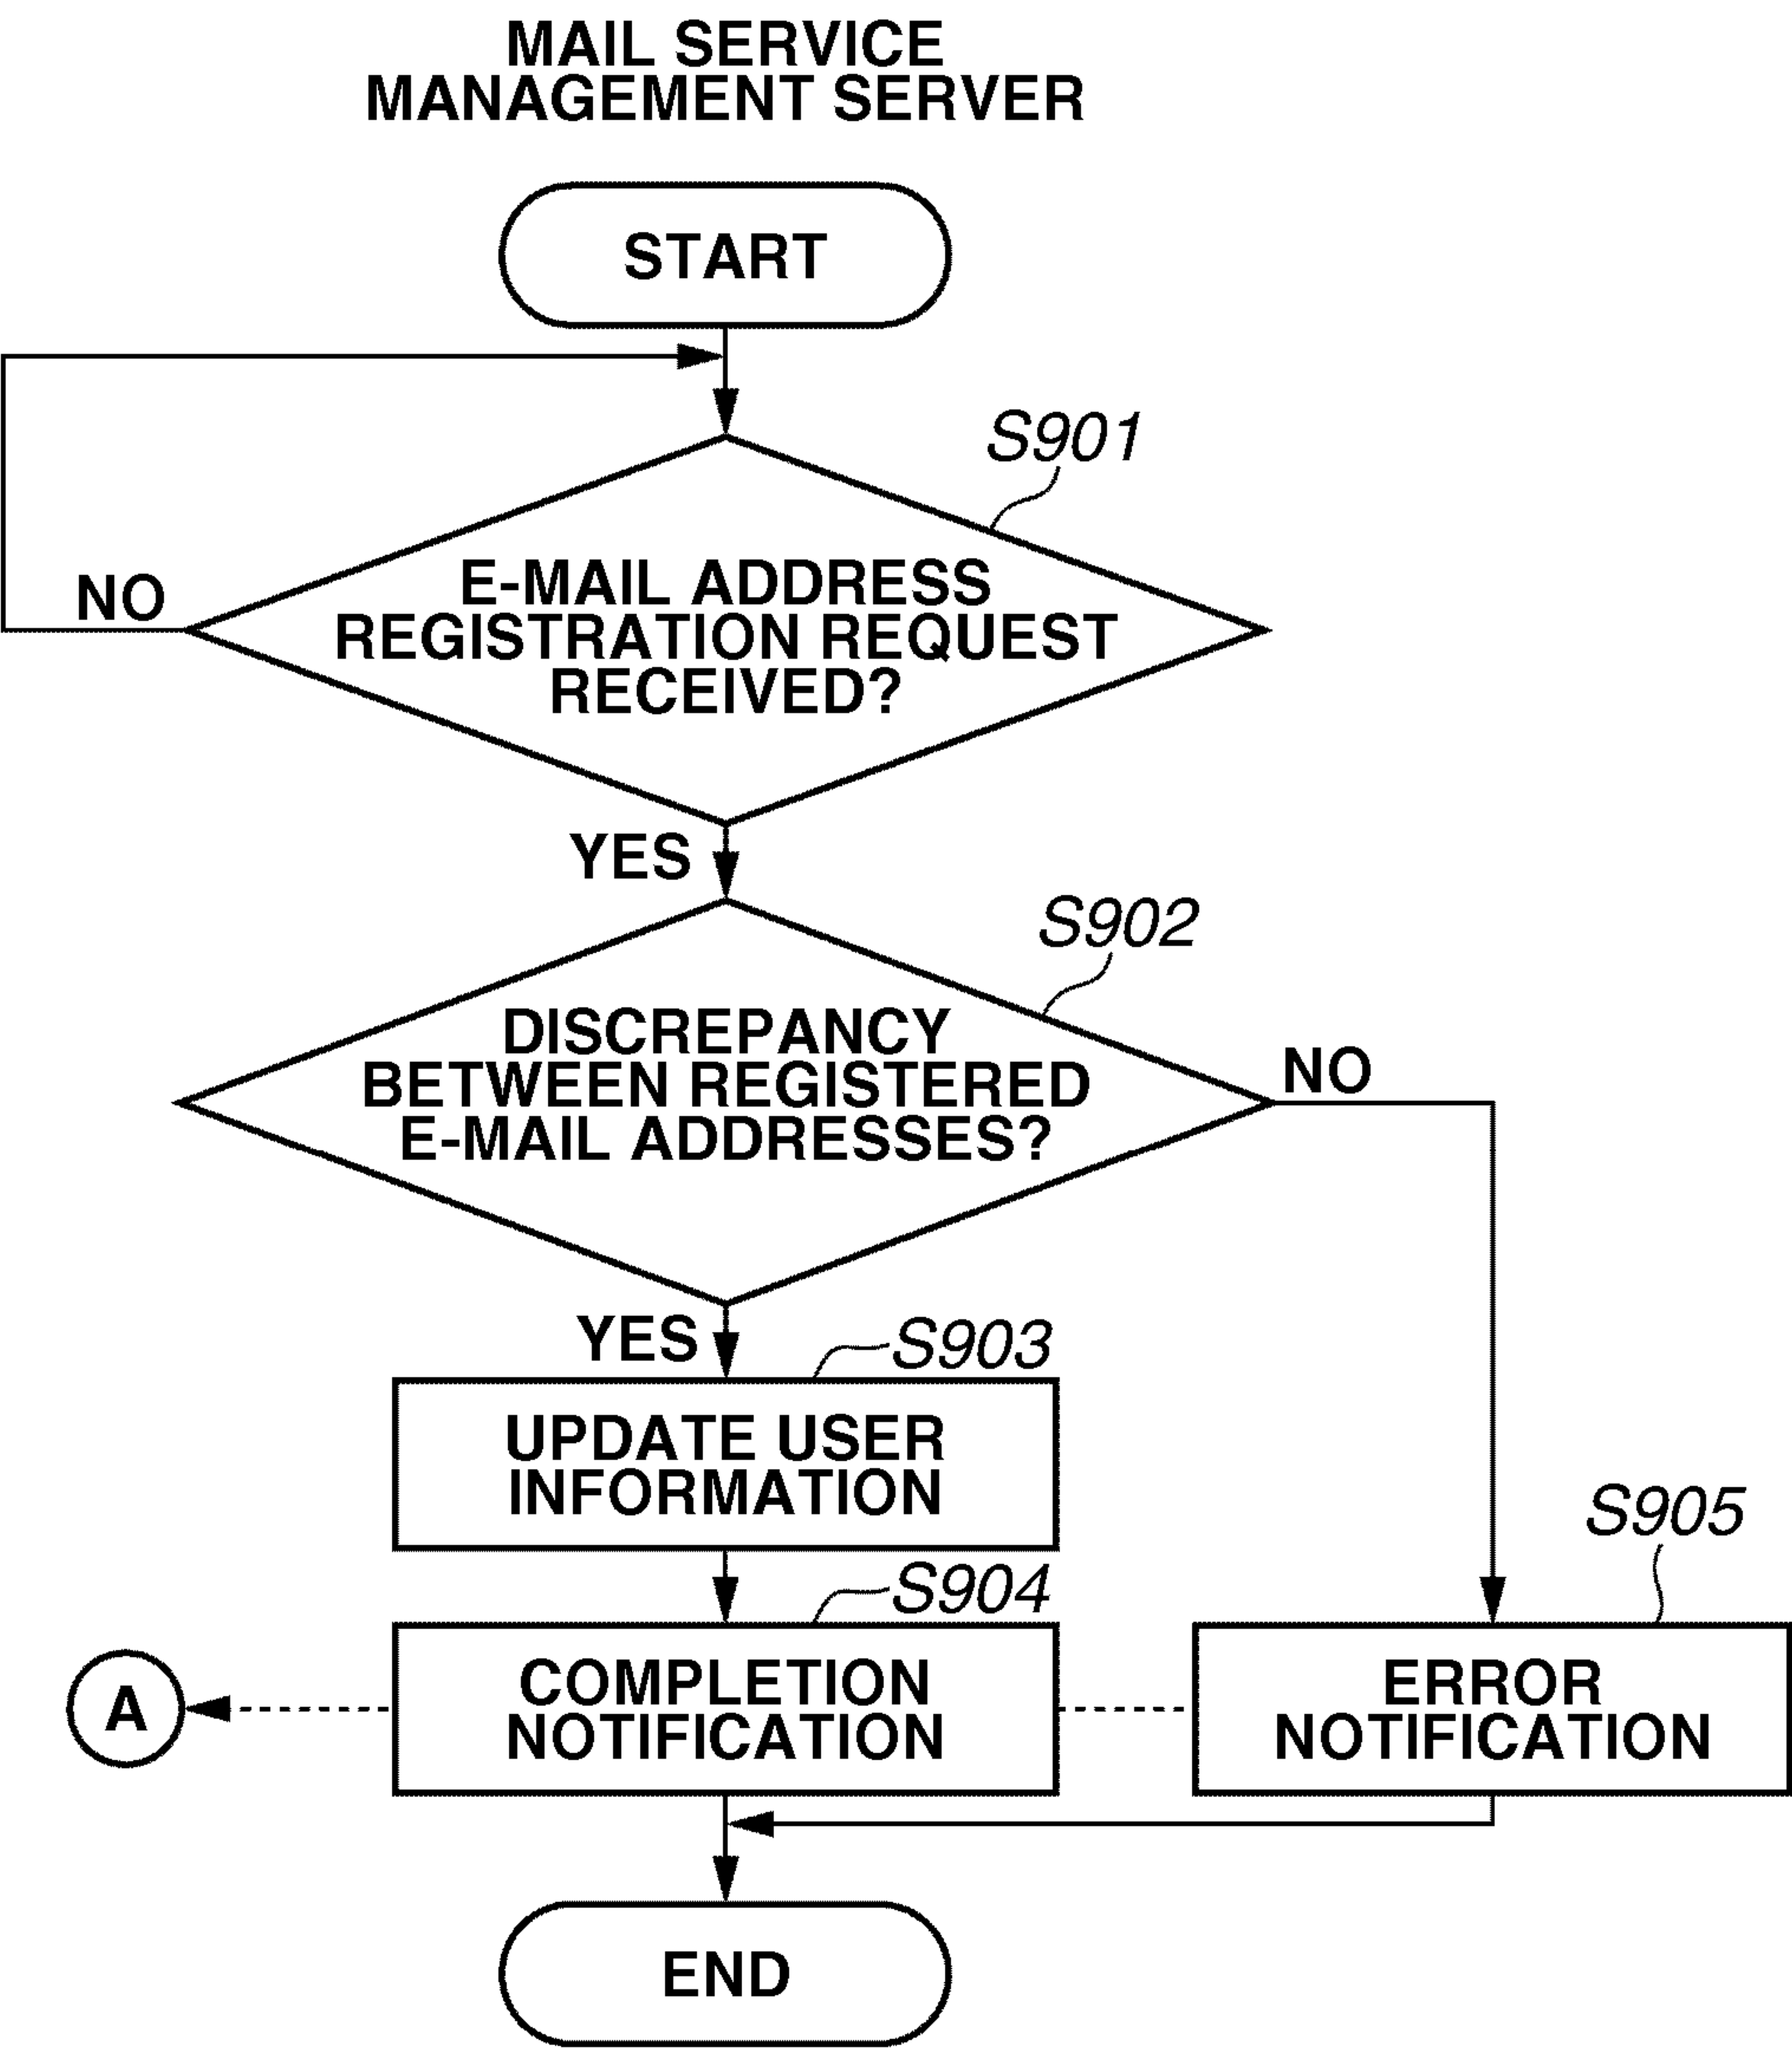 MAIL SERVICE
MANAGEMENT SERVER
START
S901
E-MAIL ADDRESS
REGISTRATION REQUEST
RECEIVED?
NO
YES
S902
DISCREPANCY
BETWEEN REGISTERED
E-MAIL ADDRESSES?
NO
YES
S903
UPDATE USER
INFORMATION
S904
COMPLETION
NOTIFICATION
A
S905
ERROR
NOTIFICATION
END